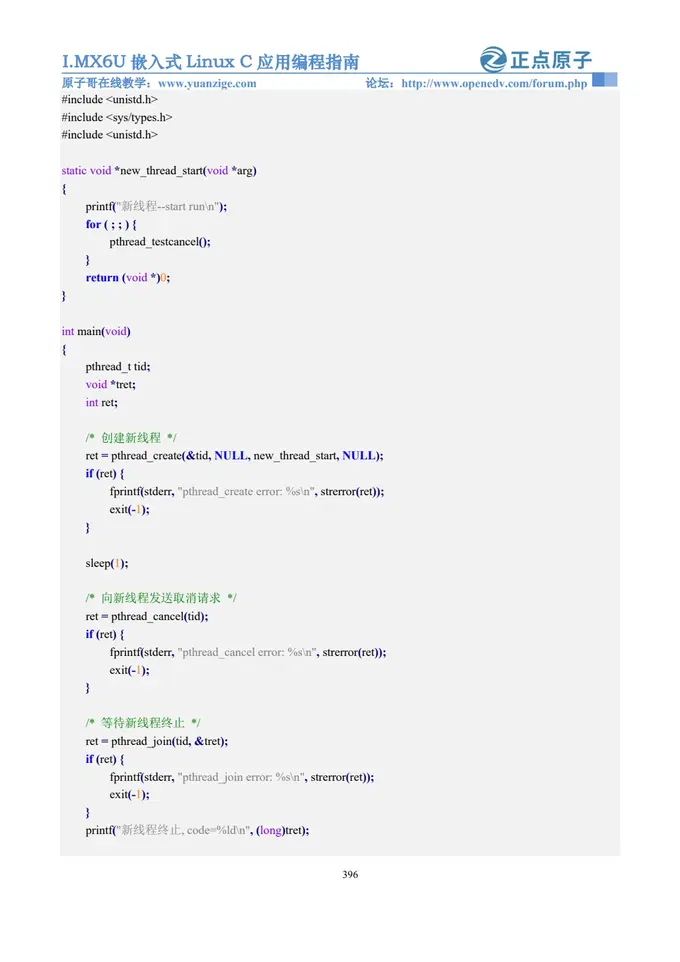 I.MX6U 嵌入式 Linux C 应用编程指南
正点原子
原子哥在线教学：www.yuanzige.com 论坛：http://www.openedv.com/forum.php
#include <unistd.h>
#include <sys/types.h>
#include <unistd.h>
static void *new_thread_start(void *arg)
{
printf("新线程--start run\n");
for ( ; ; ) {
pthread_testcancel();
}
return (void *)0;
}
int main(void)
{
pthread_t tid;
void *tret;
int ret;
/* 创建新线程 */
ret = pthread_create(&tid, NULL, new_thread_start, NULL);
if (ret) {
fprintf(stderr, "pthread_create error: %s\n", strerror(ret));
exit(-1);
}
sleep(1);
/* 向新线程发送取消请求 */
ret = pthread_cancel(tid);
if (ret) {
fprintf(stderr, "pthread_cancel error: %s\n", strerror(ret));
exit(-1);
}
/* 等待新线程终止 */
ret = pthread_join(tid, &tret);
if (ret) {
fprintf(stderr, "pthread_join error: %s\n", strerror(ret));
exit(-1);
}
printf("新线程终止, code=%ld\n", (long)tret);
396